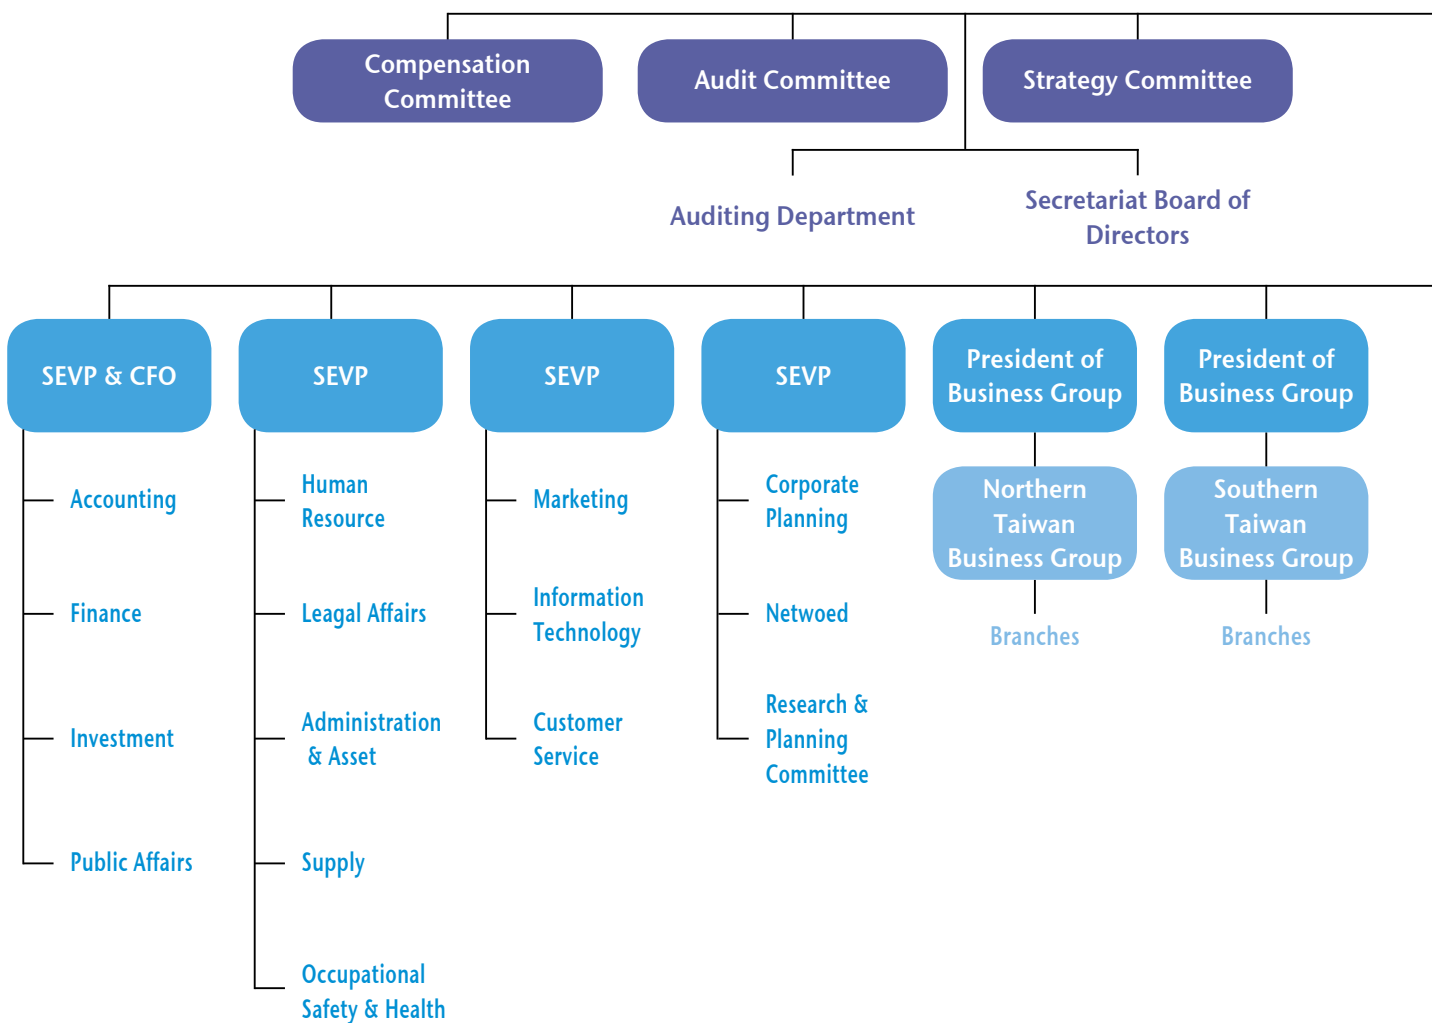 Compensation
Committee
Audit Committee
Strategy Committee
Auditing Department
Secretariat Board of
Directors
SEVP & CFO
Accounting
Finance
Investment
Public Affairs
SEVP
Human
Resource
Leagal Affairs
Administration
& Asset
Supply
Occupational
Safety & Health
SEVP
Marketing
Information
Technology
Customer
Service
SEVP
Corporate
Planning
Netwoed
Research &
Planning
Committee
President of
Business Group
Northern
Taiwan
Business Group
Branches
President of
Business Group
Southern
Taiwan
Business Group
Branches